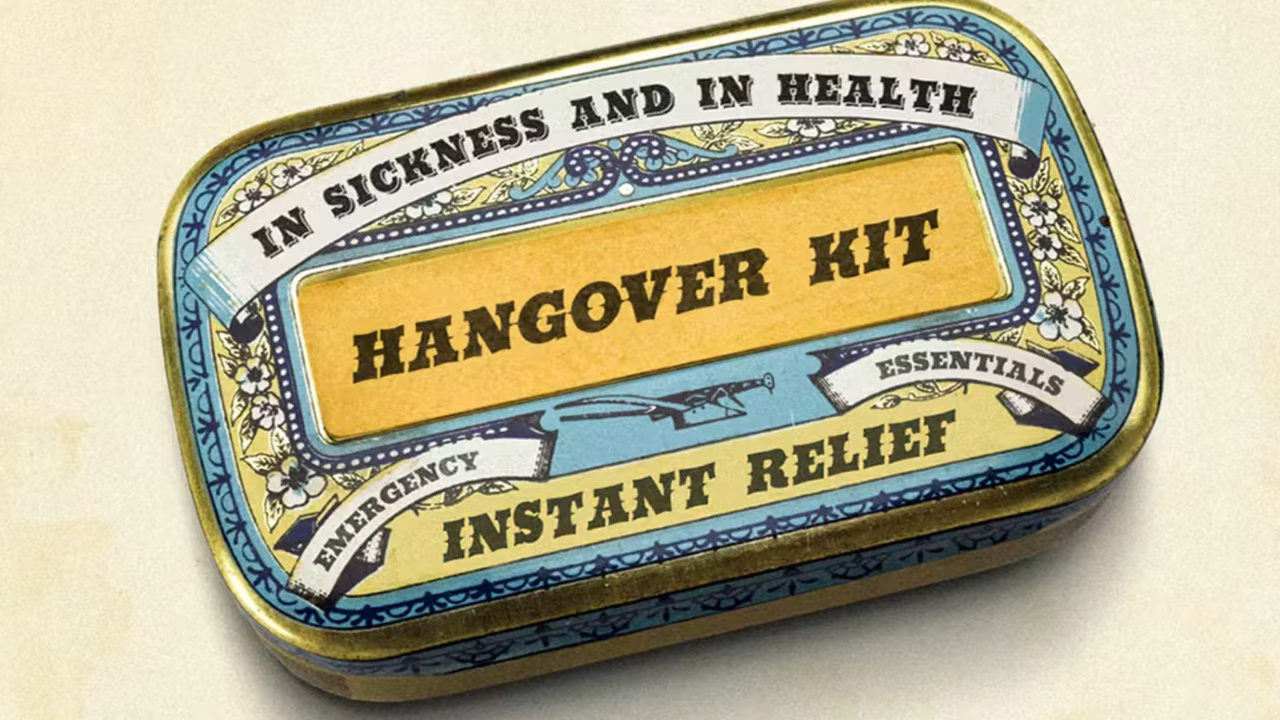 IN SICKNESS AND IN HEALTH
HANGOVER KIT
EMERGENCY
ESSENTIALS
INSTANT RELIEF